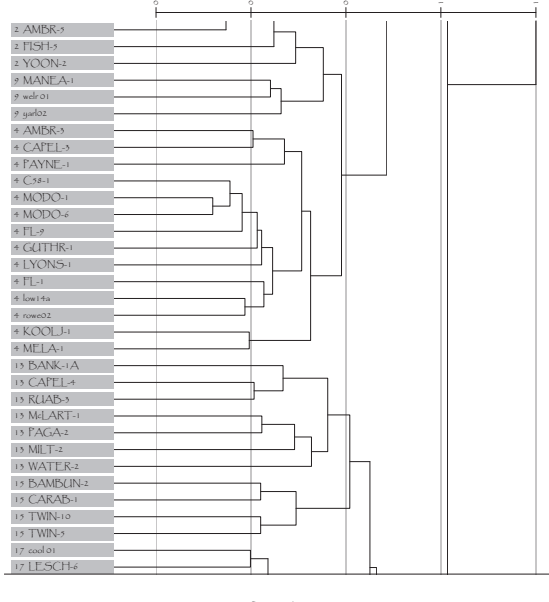 2 AMBR-5
2 FISH-5
2 YOON-2
9 MANEA-1
9 welr 01
9 yarl02
4 AMBR-3
4 CAPEL-3
4 PAYNE-1
4 C58-1
4 MODO-1
4 MODO-6
4 FL-9
4 GUTHR-1
4 LYONS-1
4 FL-1
4 low14a
4 rowe02
4 KOOLJ-1
4 MELA-1
13 BANK-1A
13 CAPEL-4
13 RUAB-3
13 McLART-1
13 PAGA-2
13 MILT-2
13 WATER-2
15 BAMBUN-2
15 CARAB-1
15 TWIN-10
15 TWIN-5
17 cool 01
17 LESCH-6